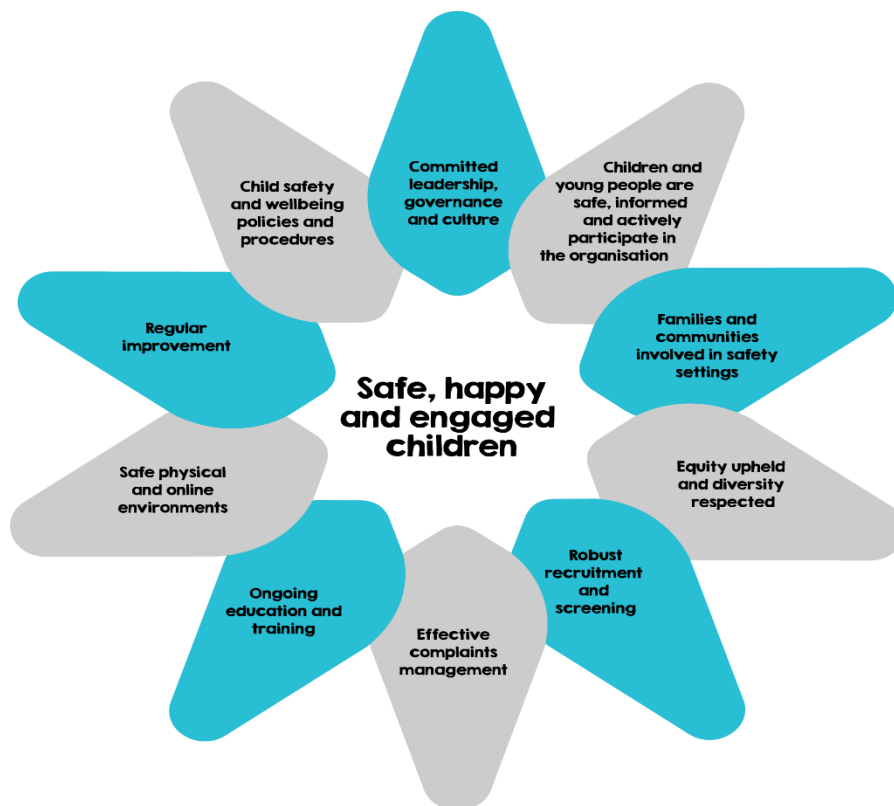 Committed
leadership,
governance
and culture
Children and
young people are
safe, informed
and actively
participate in
the organisation
Families and
communities
involved in safety
settings
Equity upheld
and diversity
respected
Robust
recruitment
and
screening
Effective
complaints
management
Ongoing
education and
training
Safe physical
and online
environments
Regular
improvement
Child safety
and wellbeing
policies and
procedures
Safe, happy
and engaged
children